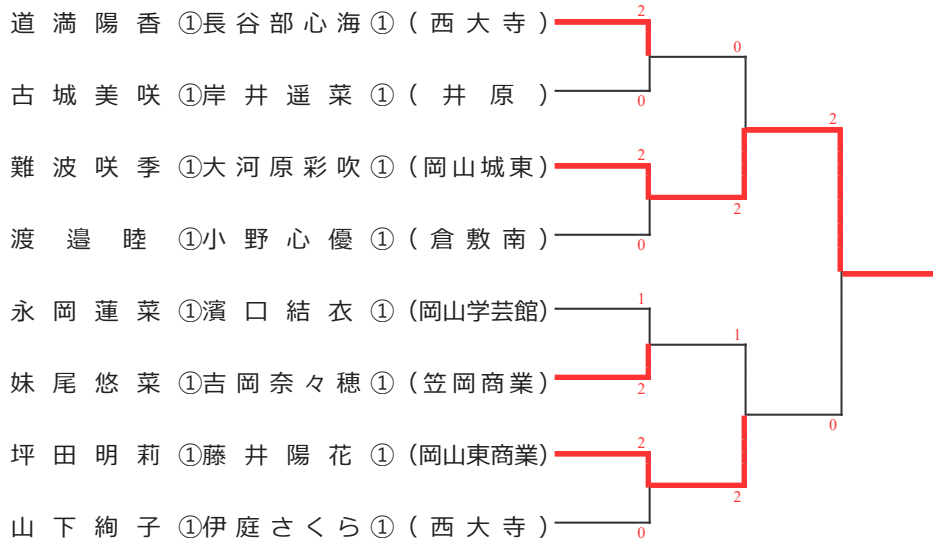 道満陽香 ①長谷部心海 ① (西大寺) 2
0
古城美咲 ①岸井遥菜 ① (井原) 0
2
難波咲季 ①大河原彩吹 ① (岡山城東) 2
2
渡邉睦 ①小野心優 ① (倉敷南) 0
永岡蓮菜 ①濱口結衣 ① (岡山学芸館) 1
1
妹尾悠菜 ①吉岡奈々穂 ① (笠岡商業) 2
0
坪田明莉 ①藤井陽花 ① (岡山東商業) 2
2
山下絢子 ①伊庭さくら ① (西大寺) 0